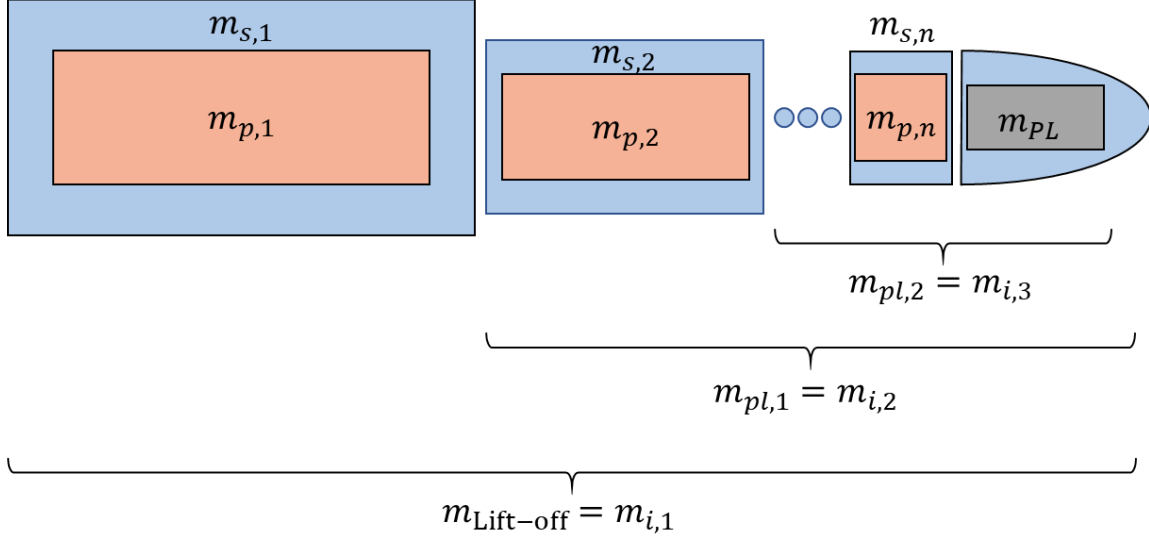 m_{s,1}
m_{p,1}
m_{s,2}
m_{p,2}
m_{s,n}
m_{p,n}
m_{PL}
m_{pl,2} = m_{i,3}
m_{pl,1} = m_{i,2}
m_{Lift-off} = m_{i,1}